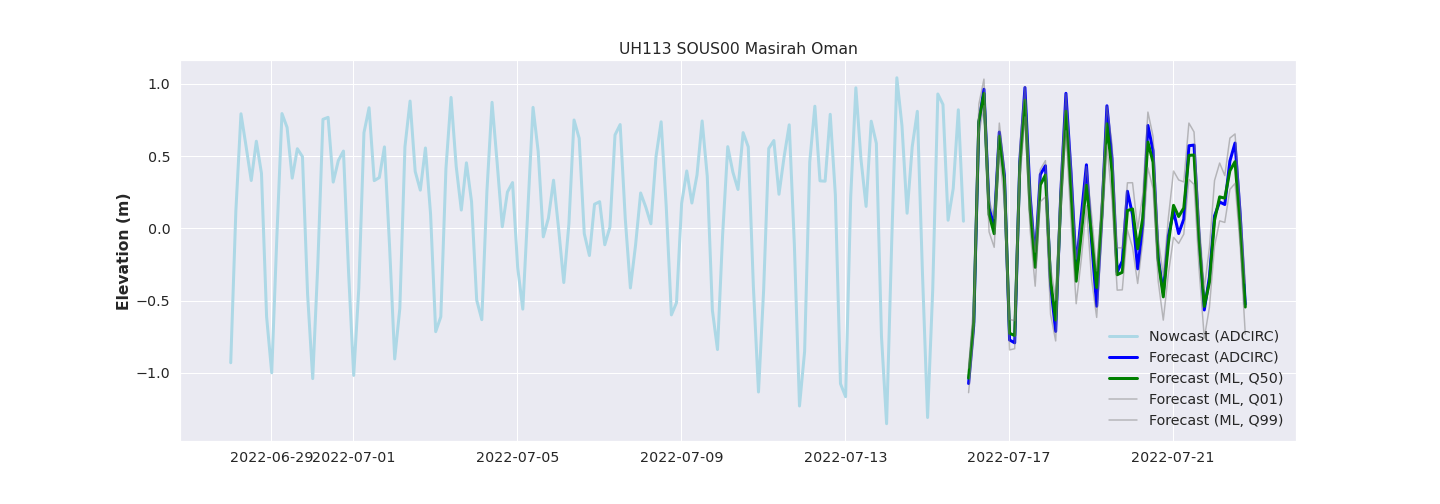 UH113 SOUS00 Masirah Oman
Elevation (m)
1.0
0.5
0.0
−0.5
−1.0
2022-06-29 2022-07-01 2022-07-05 2022-07-09 2022-07-13 2022-07-17 2022-07-21
Nowcast (ADCIRC)
Forecast (ADCIRC)
Forecast (ML, Q50)
Forecast (ML, Q01)
Forecast (ML, Q99)